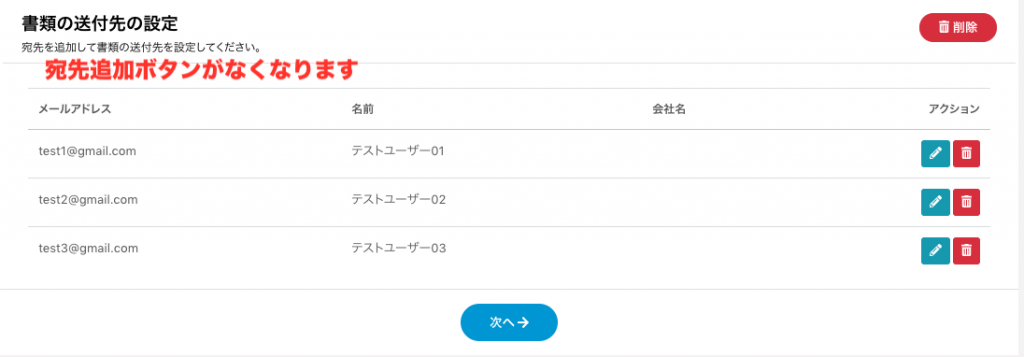 書類の送付先の設定
削除
宛先を追加して書類の送付先を設定してください。
宛先追加ボタンがなくなります
メールアドレス 名前 会社名 アクション
test1@gmail.com テストユーザー01
test2@gmail.com テストユーザー02
test3@gmail.com テストユーザー03
次へ